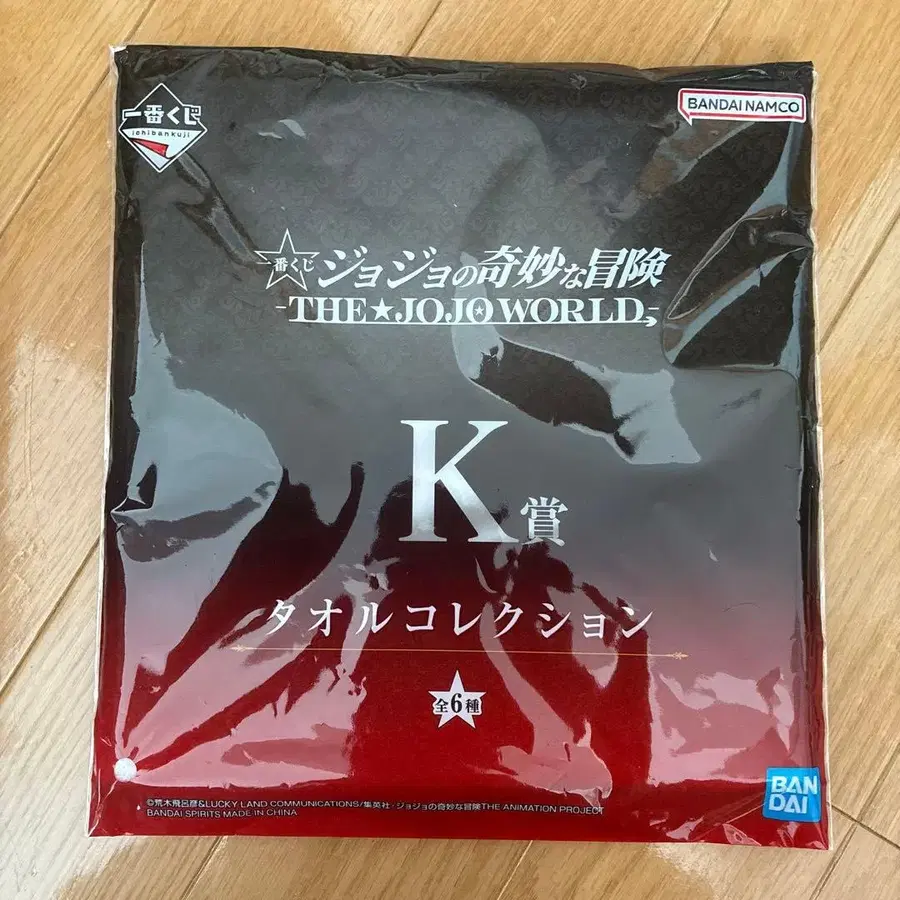 一番くじ
ichibankuji
BANDAI NAMCO
一番くじ ジョジョの奇妙な冒険
-THE★JOJO WORLD-
K賞
タオルコレクション
全6種
©荒木飛呂彦&LUCKY LAND COMMUNICATIONS/集英社・ジョジョの奇妙な冒険THE ANIMATION PROJECT
BANDAI SPIRITS MADE IN CHINA
BAN
DAI